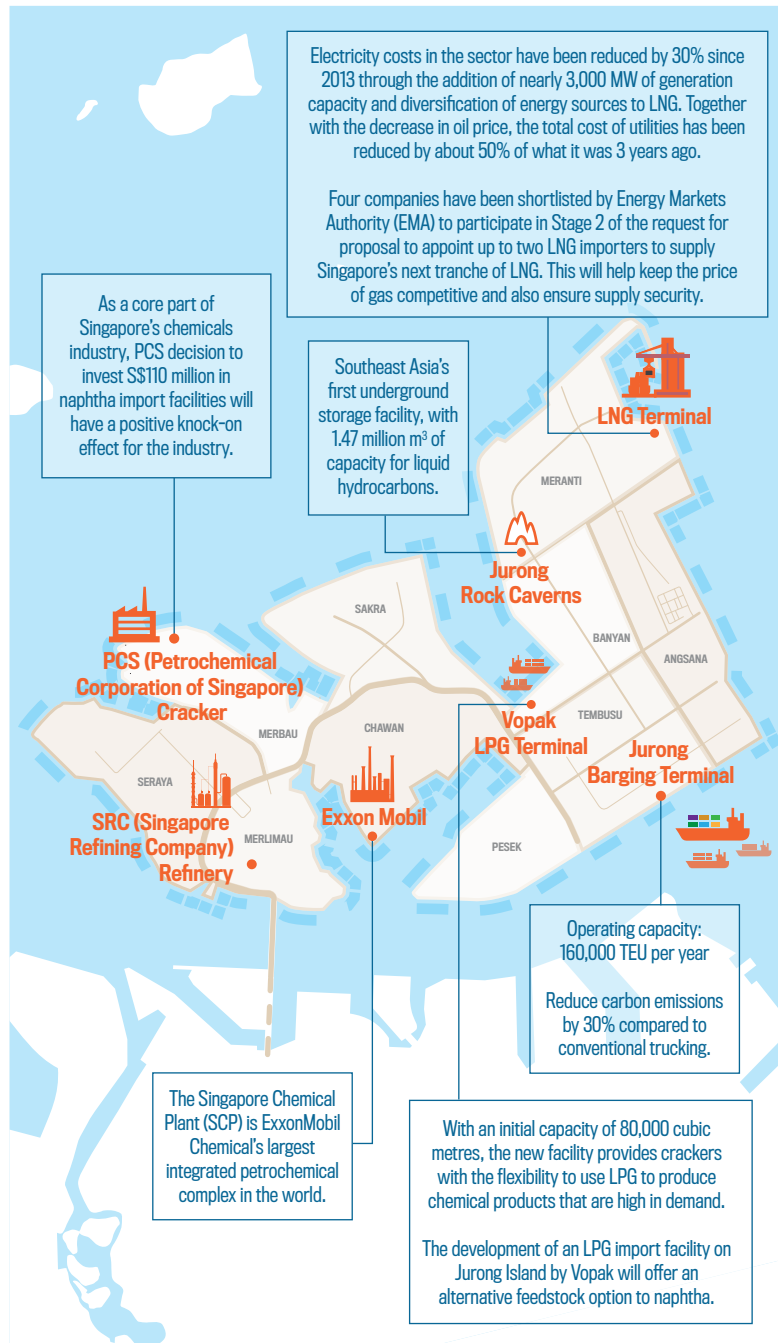 Electricity costs in the sector have been reduced by 30% since
2013 through the addition of nearly 3,000 MW of generation
capacity and diversification of energy sources to LNG. Together
with the decrease in oil price, the total cost of utilities has been
reduced by about 50% of what it was 3 years ago.
Four companies have been shortlisted by Energy Markets
Authority (EMA) to participate in Stage 2 of the request for
proposal to appoint up to two LNG importers to supply
Singapore's next tranche of LNG. This will help keep the price
of gas competitive and also ensure supply security.
As a core part of
Singapore's chemicals
industry, PCS decision to
invest S$110 million in
naphtha import facilities will
have a positive knock-on
effect for the industry.
Southeast Asia's
first underground
storage facility, with
1.47 million m³ of
capacity for liquid
hydrocarbons.
LNG Terminal
MERANTI
Jurong
Rock Caverns
SAKRA
BANYAN
ANGSANA
PCS (Petrochemical
Corporation of Singapore)
Cracker
MERBAU
CHAWAN
Vopak
LPG Terminal
TEMBUSU
Jurong
Barging Terminal
SERAYA
SRC (Singapore
Refining Company)
Refinery
MERLIMAU
Exxon Mobil
PESEK
Operating capacity:
160,000 TEU per year
Reduce carbon emissions
by 30% compared to
conventional trucking.
The Singapore Chemical
Plant (SCP) is ExxonMobil
Chemical's largest
integrated petrochemical
complex in the world.
With an initial capacity of 80,000 cubic
metres, the new facility provides crackers
with the flexibility to use LPG to produce
chemical products that are high in demand.
The development of an LPG import facility on
Jurong Island by Vopak will offer an
alternative feedstock option to naphtha.